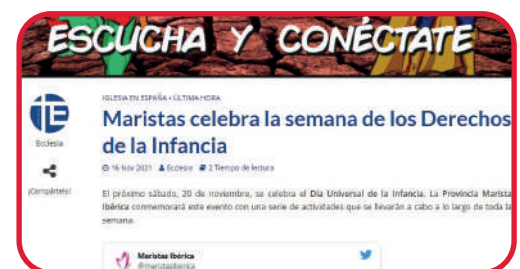 ESCUCHA Y CONÉCTATE
IE
Ecclesia
¡Compártelo!
IGLESIA EN ESPAÑA • ÚLTIMA HORA
Maristas celebra la semana de los Derechos
de la Infancia
16 Nov 2021 Ecclesia 2 Tiempo de lectura
El próximo sábado, 20 de noviembre, se celebra el Día Universal de la Infancia. La Provincia Marista
Ibérica conmemorará este evento con una serie de actividades que se llevarán a cabo a lo largo de toda la
semana.
Maristas Ibérica
@maristasiberica